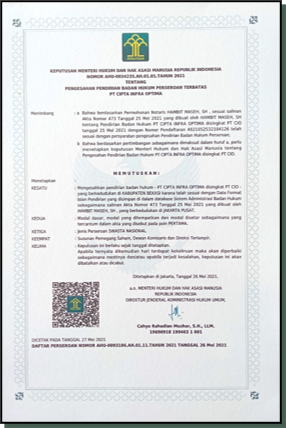 KEPUTUSAN MENTERI HUKUM DAN HAK ASASI MANUSIA REPUBLIK INDONESIA
NOMOR AHU-0034235.AH.01.01.TAHUN 2021
TENTANG
PENGESAHAN PENDIRIAN BADAN HUKUM PERSEROAN TERBATAS
PT CIPTA INFRA OPTIMA
Menimbang : a Bahwa berdasarkan Permohonan Notaris HAMBIT MASEH, SH , sesuai salinan
Akta Nomor 473 Tanggal 25 Mei 2021 yang dibuat oleh HAMBIT MASEH, SH
tentang Pendirian Badan Hukum PT CIPTA INFRA OPTIMA disingkat PT CIO
tanggal 25 Mei 2021 dengan Nomor Pendaftaran telah
sesuai dengan persyaratan pengesahan Pendirian Badan Hukum Perseroan;
b Bahwa berdasarkan pertimbangan sebagaimana dimaksud dalam huruf a, perlu
menetapkan keputusan Menteri Hukum dan Hak Asasi Manusia tentang
Pengesahan Pendirian Badan Hukum PT CIPTA INFRA OPTIMA disingkat PT CIO;
MEMUTUSKAN:
Menetapkan :
KESATU : Mengesahkan pendirian badan hukum - PT CIPTA INFRA OPTIMA disingkat PT CIO -
yang berkedudukan di KABUPATEN BEKASI karena telah sesuai dengan Data Format
Isian Pendirian yang disimpan di dalam database Sistem Administrasi Badan Hukum
sebagaimana salinan Akta Nomor 473 Tanggal 25 Mei 2021 yang dibuat oleh
HAMBIT MASEH, SH , yang berkedudukan di JAKARTA PUSAT.
KEDUA : Modal dasar, modal yang ditempatkan dan modal disetor sebagaimana yang
tercantum dalam akta yang disebut pada poin PERTAMA.
KETIGA : Jenis Perseroan SWASTA NASIONAL.
KEEMPAT : Susunan Pemegang Saham, Dewan Komisaris dan Direksi Terlampir.
KELIMA : Keputusan ini berlaku sejak tanggal ditetapkan.
Apabila ternyata dikemudian hari terdapat kekeliruan maka akan diperbaiki
sebagaimana mestinya dan/atau apabila terjadi kesalahan, keputusan ini akan
dibatalkan atau dicabut.
Ditetapkan di Jakarta, Tanggal 26 Mei 2021.
a.n. MENTERI HUKUM DAN HAK ASASI MANUSIA
REPUBLIK INDONESIA
DIREKTUR JENDERAL ADMINISTRASI HUKUM UMUM,
Cahyo Rahadian Muzhar, S.H., LLM.
19690918 199403 1 001
DICETAK PADA TANGGAL 27 Mei 2021
DAFTAR PERSEROAN NOMOR AHU-0093186.AH.01.11.TAHUN 2021 TANGGAL 26 Mei 2021